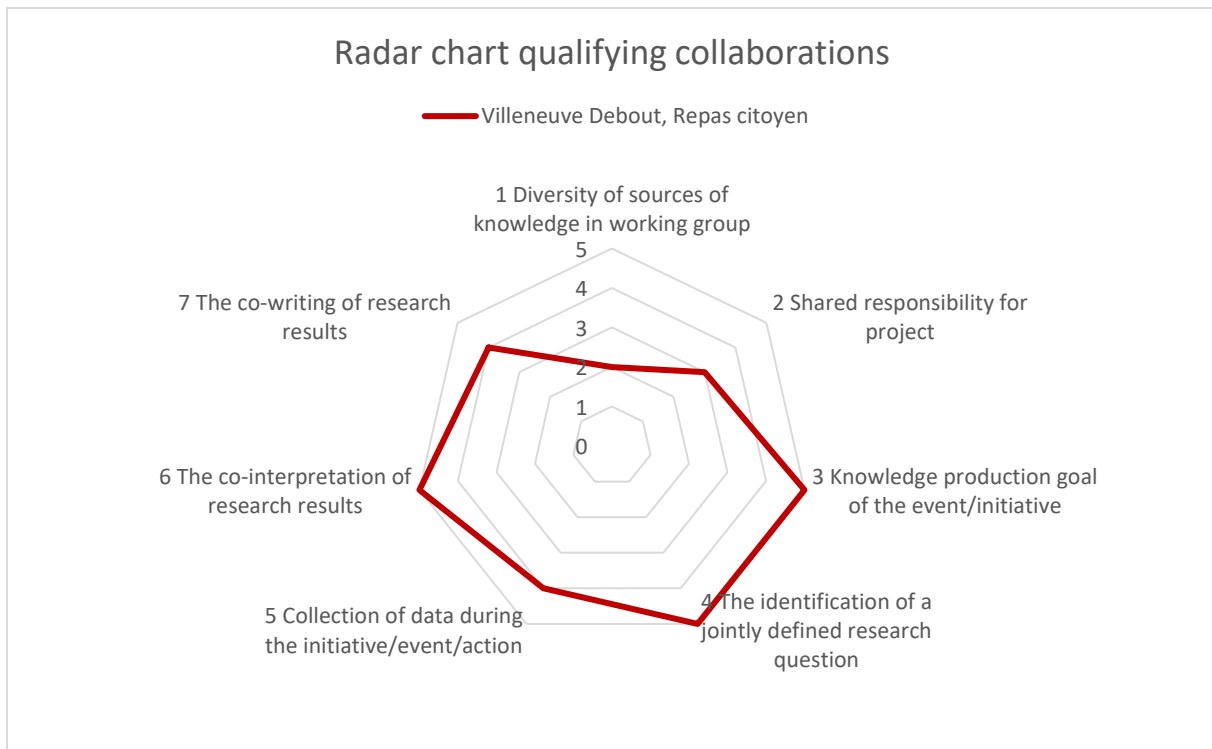 Radar chart qualifying collaborations
Villeneuve Debout, Repas citoyen
1 Diversity of sources of
knowledge in working group
2 Shared responsibility for
project
3 Knowledge production goal
of the event/initiative
4 The identification of a
jointly defined research
question
5 Collection of data during
the initiative/event/action
6 The co-interpretation of
research results
7 The co-writing of research
results
5
4
3
2
1
0